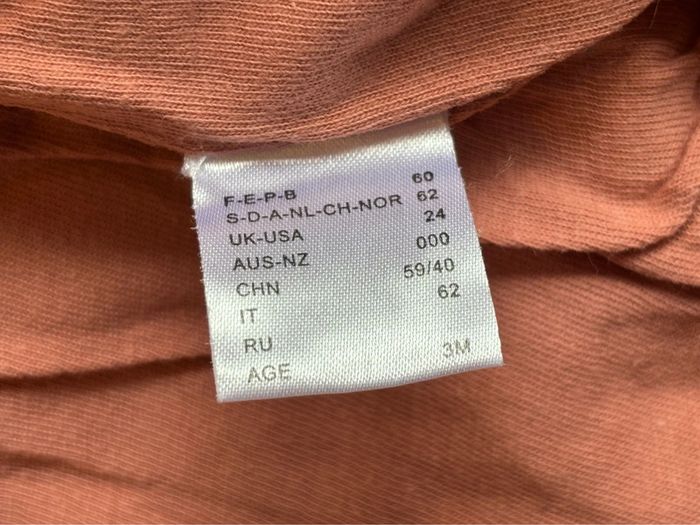 F-E-P-B 60
S-D-A-NL-CH-NOR 62
UK-USA 24
AUS-NZ 000
CHN 59/40
IT 62
RU
AGE 3M